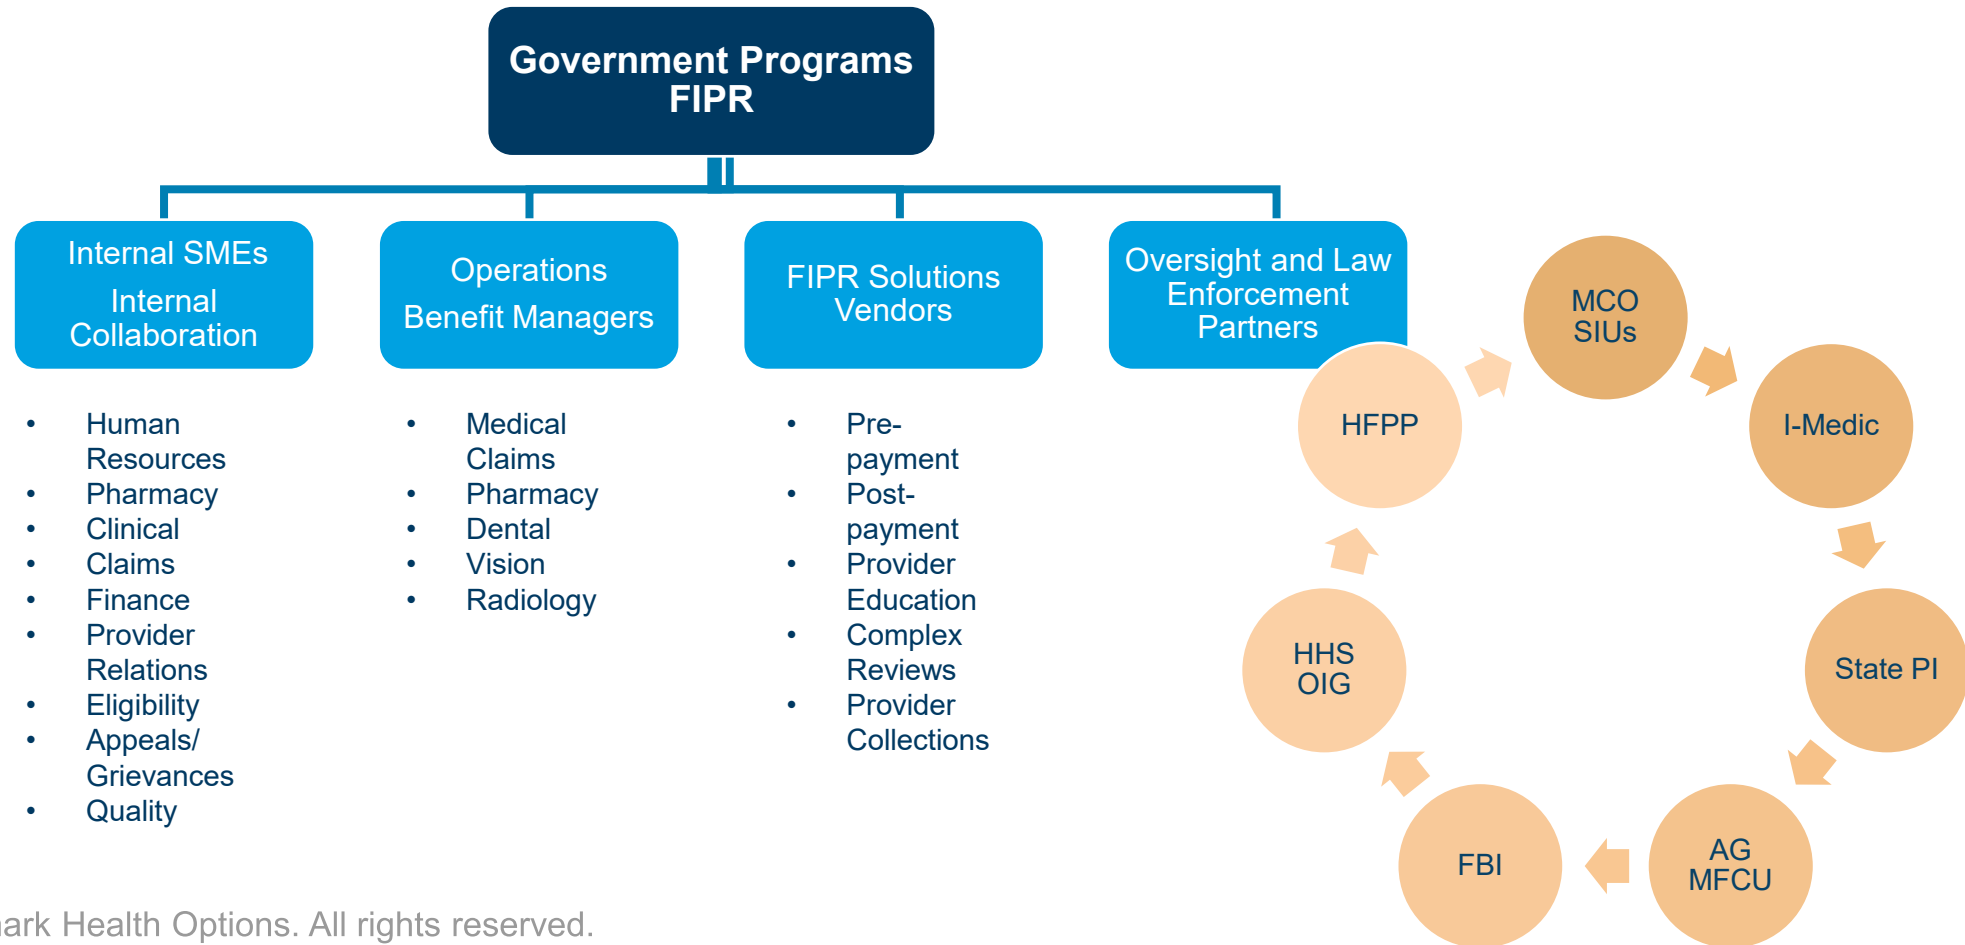 Government Programs
FIPR
Internal SMEs
Internal
Collaboration
Operations
Benefit Managers
FIPR Solutions
Vendors
Oversight and Law
Enforcement
Partners
• Human
Resources
• Pharmacy
• Clinical
• Claims
• Finance
• Provider
Relations
• Eligibility
• Appeals/
Grievances
• Quality
• Medical
Claims
• Pharmacy
• Dental
• Vision
• Radiology
• Pre-
payment
• Post-
payment
• Provider
Education
• Complex
Reviews
• Provider
Collections
MCO
SIUs
I-Medic
State PI
AG
MFCU
FBI
HHS
OIG
HFPP
Health Options. All rights reserved.